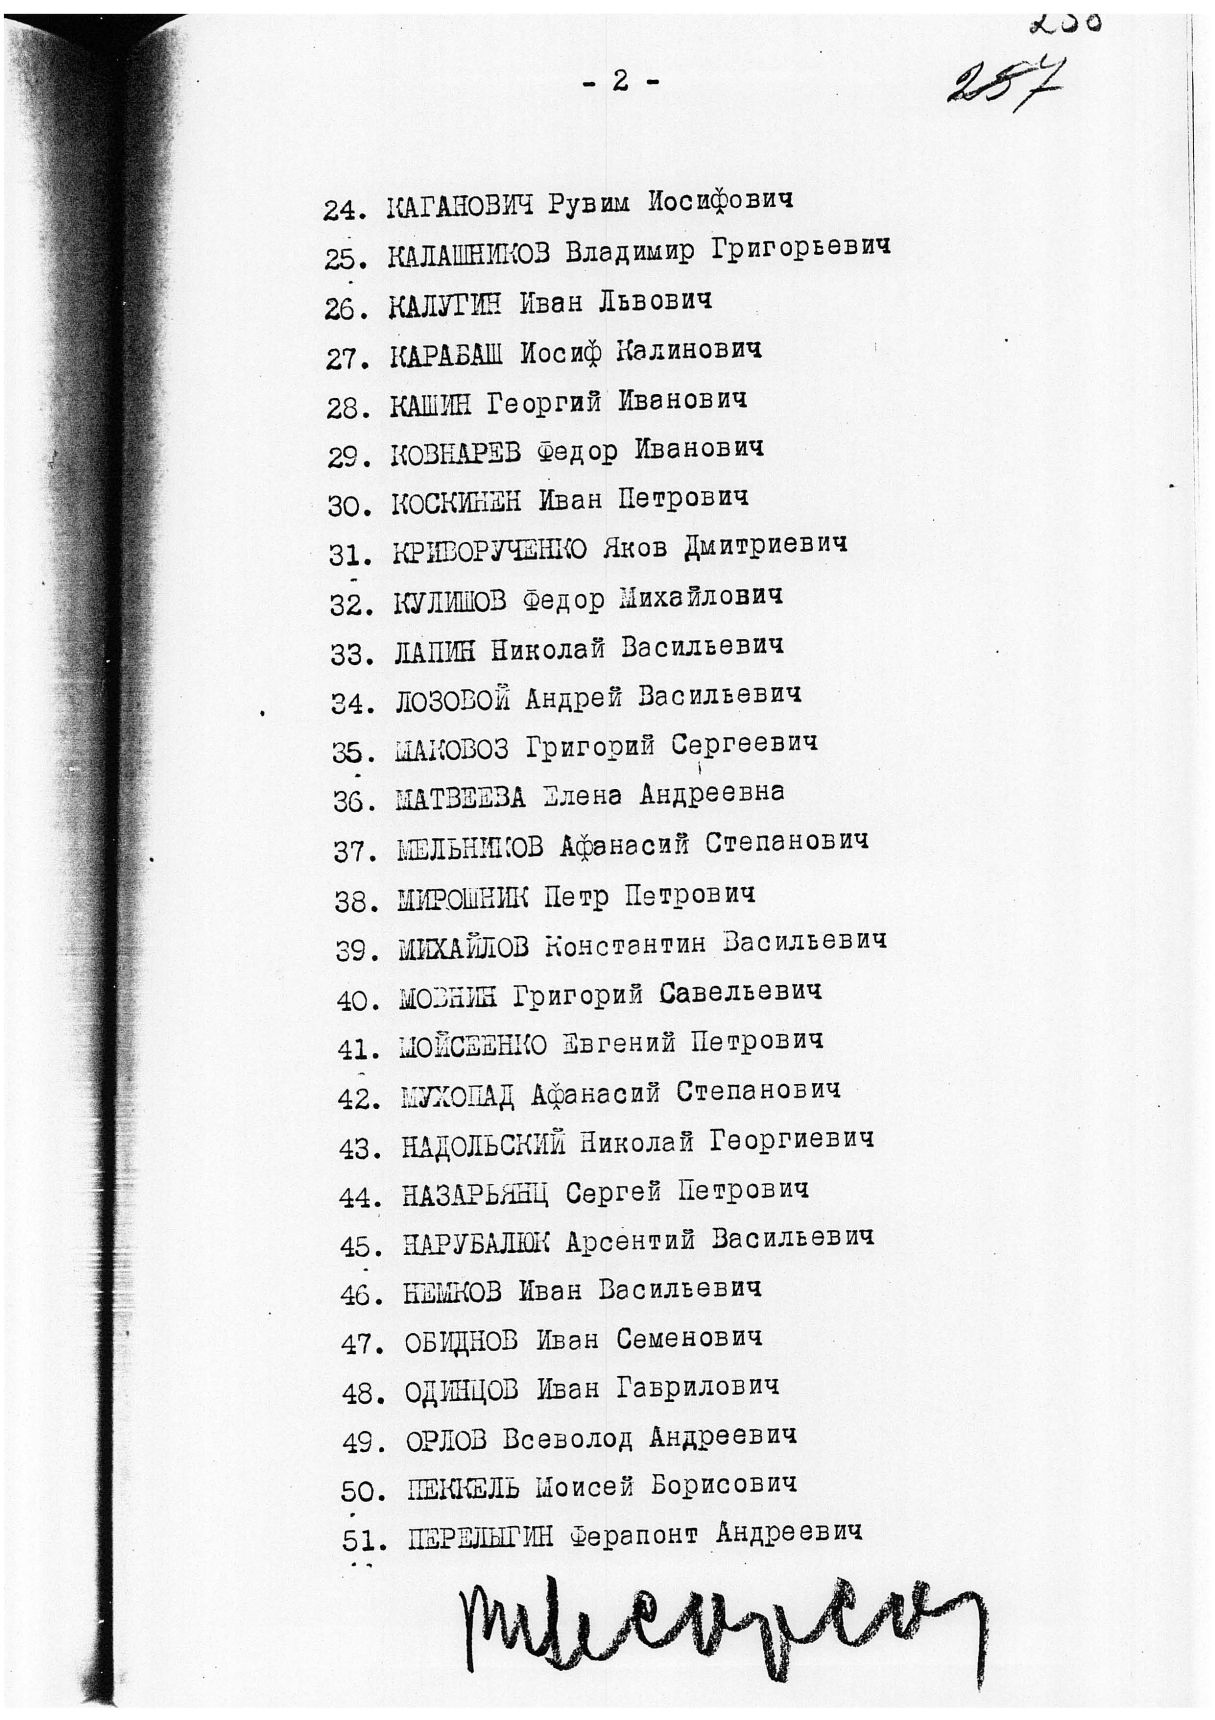 - 2 -
257
24. КАГАНОВИЧ Рувим Иосифович
25. КАЛАШНИКОВ Владимир Григорьевич
26. КАЛУГИН Иван Львович
27. КАРАБАШ Иосиф Калинович
28. КАШИН Георгий Иванович
29. КОВНАРЕВ Федор Иванович
30. КОСКИНЕН Иван Петрович
31. КРИВОРУЧЕНКО Яков Дмитриевич
32. КУЛИШОВ Федор Михайлович
33. ЛАПИН Николай Васильевич
34. ЛОЗОВОЙ Андрей Васильевич
35. МАКОВОЗ Григорий Сергеевич
36. МАТВЕЕВА Елена Андреевна
37. МЕЛЬНИКОВ Афанасий Степанович
38. МИРОШНИК Петр Петрович
39. МИХАЙЛОВ Константин Васильевич
40. МОВНИН Григорий Савельевич
41. МОЙСЕЕНКО Евгений Петрович
42. МУХОПАД Афанасий Степанович
43. НАДОЛЬСКИЙ Николай Георгиевич
44. НАЗАРЬЯНЦ Сергей Петрович
45. НАРУБАЛЮК Арсентий Васильевич
46. НЕМКОВ Иван Васильевич
47. ОБИДНОВ Иван Семенович
48. ОДИНЦОВ Иван Гаврилович
49. ОРЛОВ Всеволод Андреевич
50. ПЕККЕЛЬ Моисей Борисович
51. ПЕРЕЛЫГИН Ферапонт Андреевич